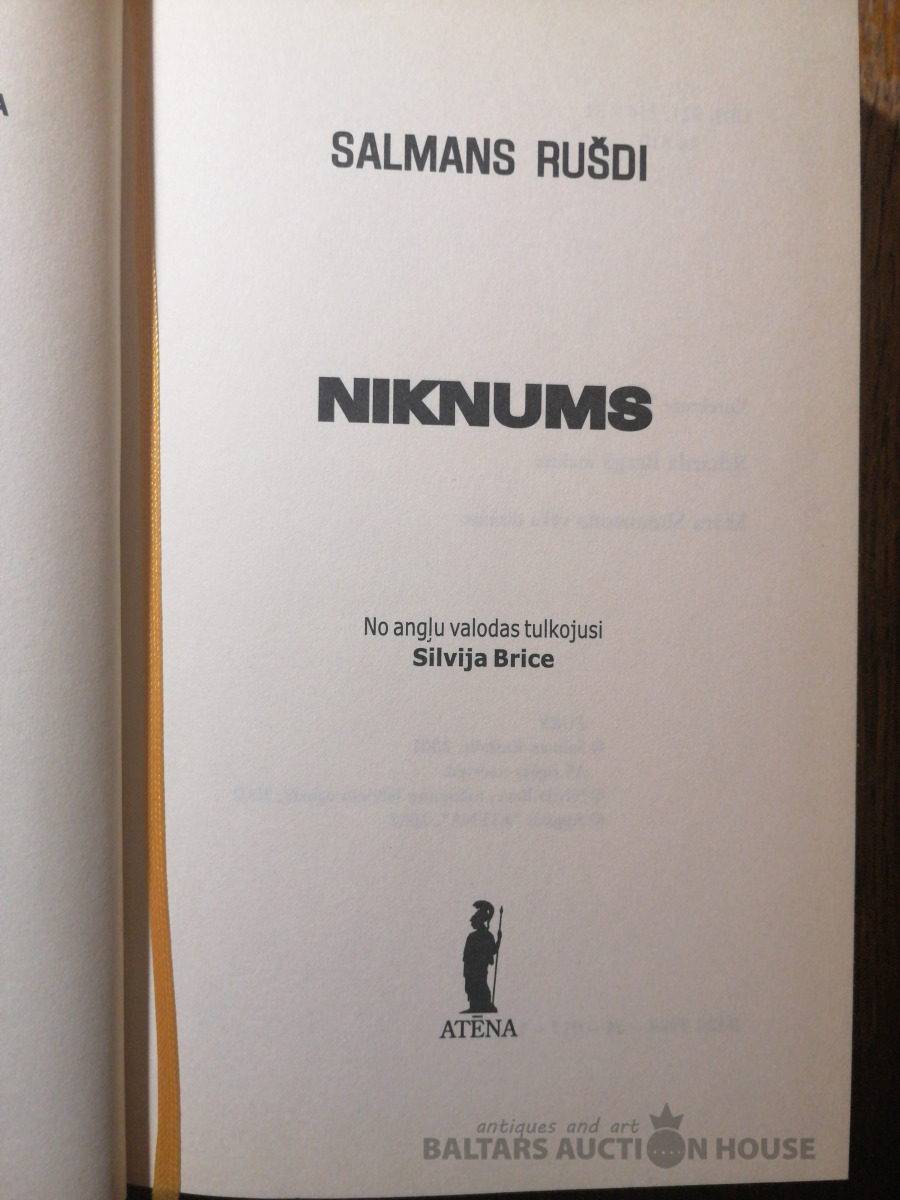 A
SALMANS RUŠDI
NIKNUMS
No angļu valodas tulkojusi
Silvija Brice
ATĒNA
antiques and art
BALTARS AUCTION HOUSE